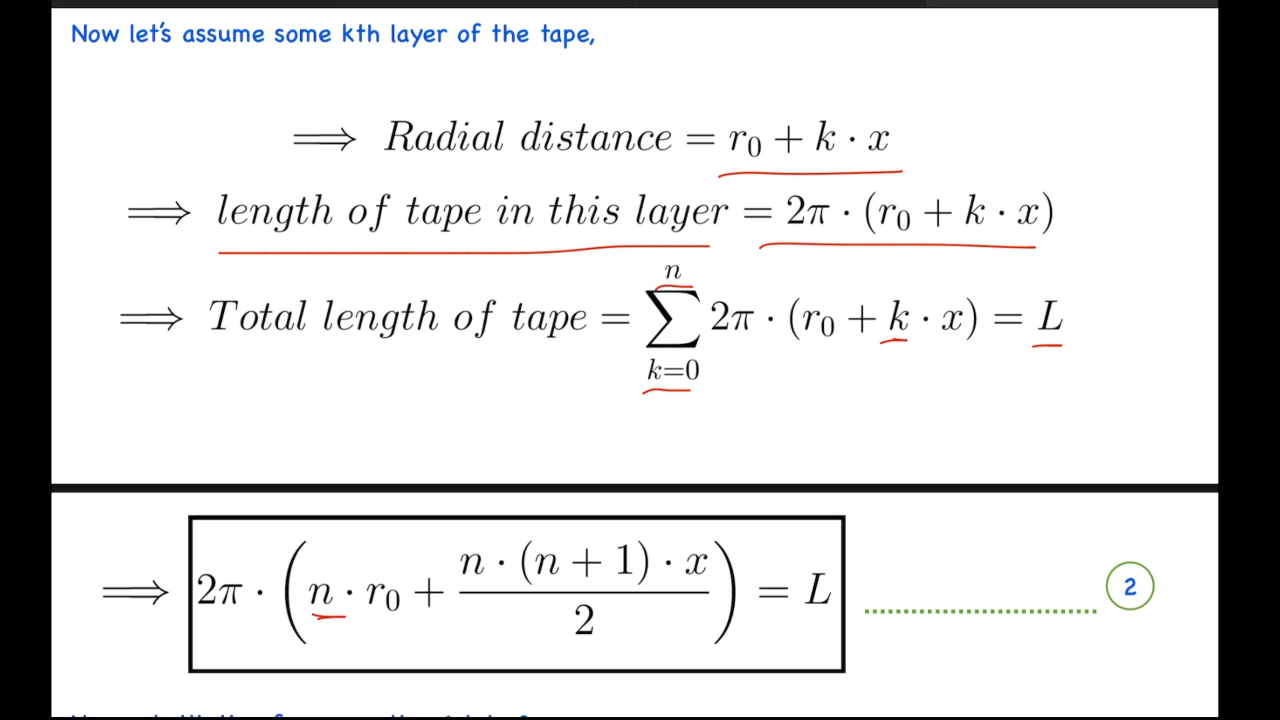 Now let's assume some kth layer of the tape,
⟹ Radial distance = r₀ + k · x
⟹ length of tape in this layer = 2π · (r₀ + k · x)
⟹ Total length of tape = ∑ₖ₌₀ⁿ 2π · (r₀ + k · x) = L
⟹ 2π · (n · r₀ + n · (n + 1) · x / 2) = L ........ 2